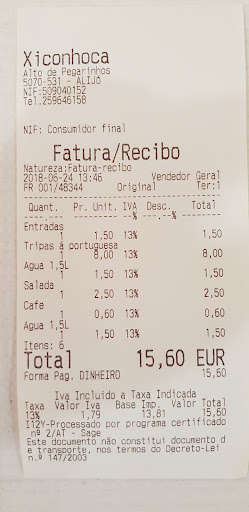 Xiconhoca
Alto de Pegarinhos
5070-531 - ALIJÓ
NIF:509040152
Tel.259646158
NIF: Consumidor final
Fatura/Recibo
Natureza:Fatura-recibo
2018-06-24 13:46 Vendedor Geral
FR 001/48344 Original Ter:1
Quant. Pr. Unit. IVA Desc. Total
--% --.--%
Entradas
1 1,50 13% 1,50
Tripas á portuguesa
1 8,00 13% 8,00
Agua 1,5L
1 1,50 13% 1,50
Salada
1 2,50 13% 2,50
Cafe
1 0,60 13% 0,60
Agua 1,5L
1 1,50 13% 1,50
Itens: 6
Total 15,60 EUR
Forma Pag. DINHEIRO 15,60
Iva Incluido a Taxa Indicada
Taxa Valor Iva Base Imp. Valor Total
13% 1,79 13,81 15,60
I12Y-Processado por programa certificado
nº 2/AT - Sage
Este documento não constitui documento d
e transporte, nos termos do Decreto-Lei
n.º 147/2003